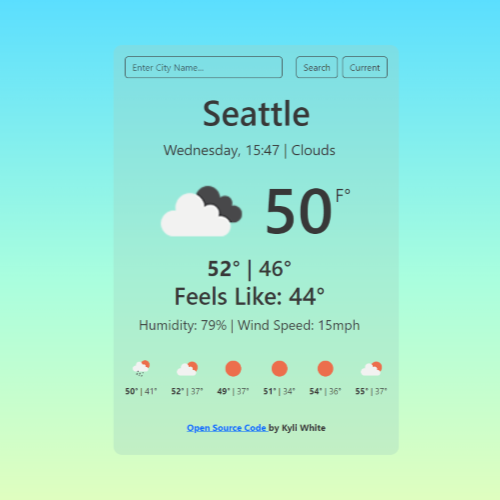 Enter City Name...
Search
Current
Seattle
Wednesday, 15:47 | Clouds
50 F°
52° | 46°
Feels Like: 44°
Humidity: 79% | Wind Speed: 15mph
50° | 41° 52° | 37° 49° | 37° 51° | 34° 54° | 36° 55° | 37°
Open Source Code by Kyli White